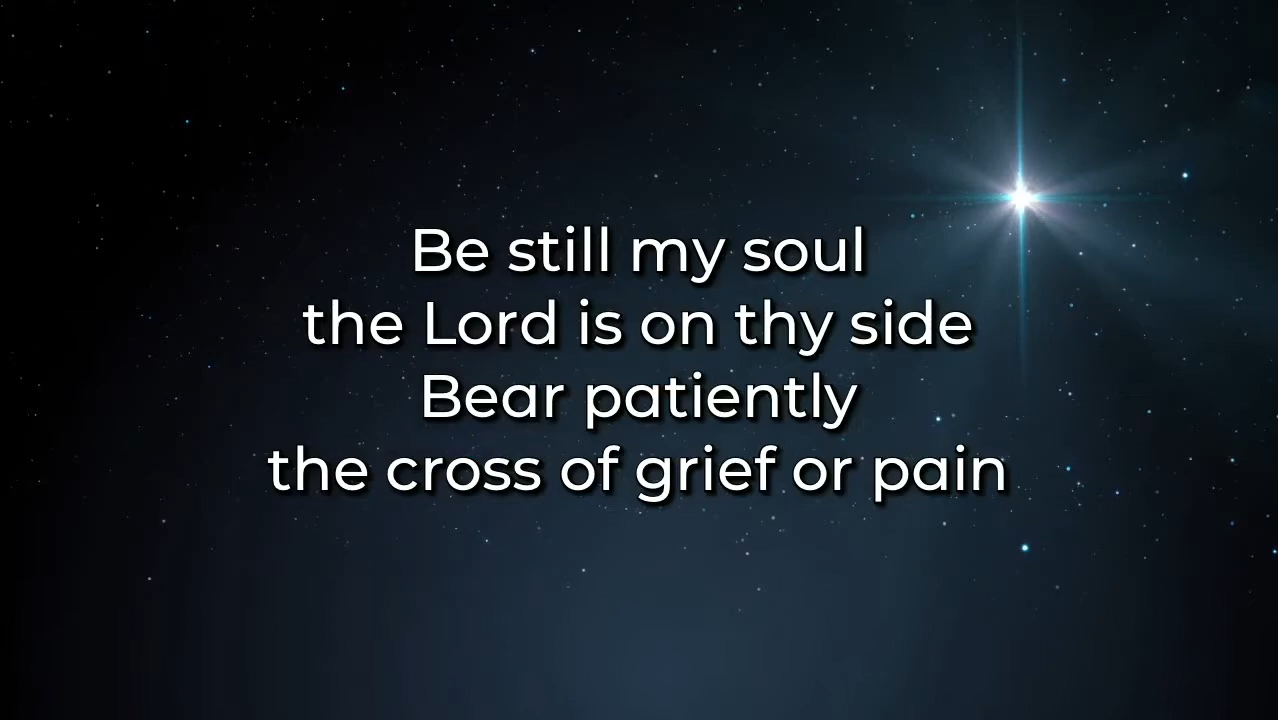 Be still my soul
the Lord is on thy side
Bear patiently
the cross of grief or pain